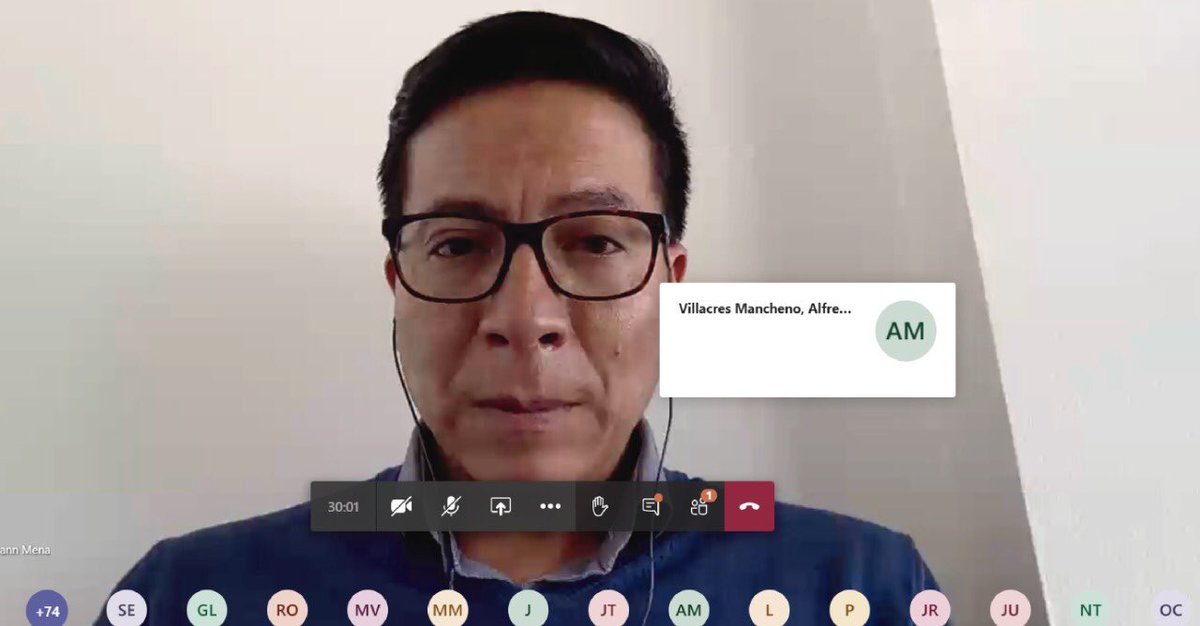 Villacres Mancheno, Alfre...
AM
30:01
1
ann Mena
+74
SE
GL
RO
MV
MM
J
JT
AM
L
P
JR
JU
NT
OC